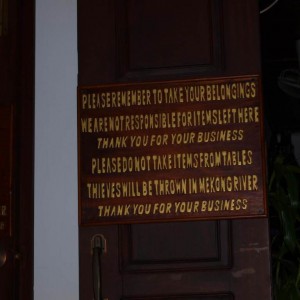 PLEASE REMEMBER TO TAKE YOUR BELONGINGS
WE ARE NOT RESPONSIBLE FOR ITEMS LEFT HERE
THANK YOU FOR YOUR BUSINESS
PLEASE DO NOT TAKE ITEMS FROM TABLES
THIEVES WILL BE THROWN IN MEKONG RIVER
THANK YOU FOR YOUR BUSINESS